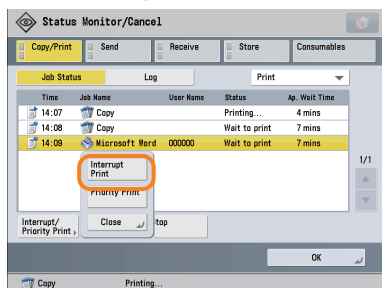 Status Monitor/Cancel
Copy/Print Send Receive Store Consumables
Job Status Log Print
Time Job Name User Name Status Ap. Wait Time
14:07 Copy Printing... 4 mins
14:08 Copy Wait to print 7 mins
14:09 Microsoft Word 000000 Wait to print 7 mins
Interrupt
Print
1/1
Priority Print
Close
Interrupt/
Priority Print
top
OK
Copy Printing...